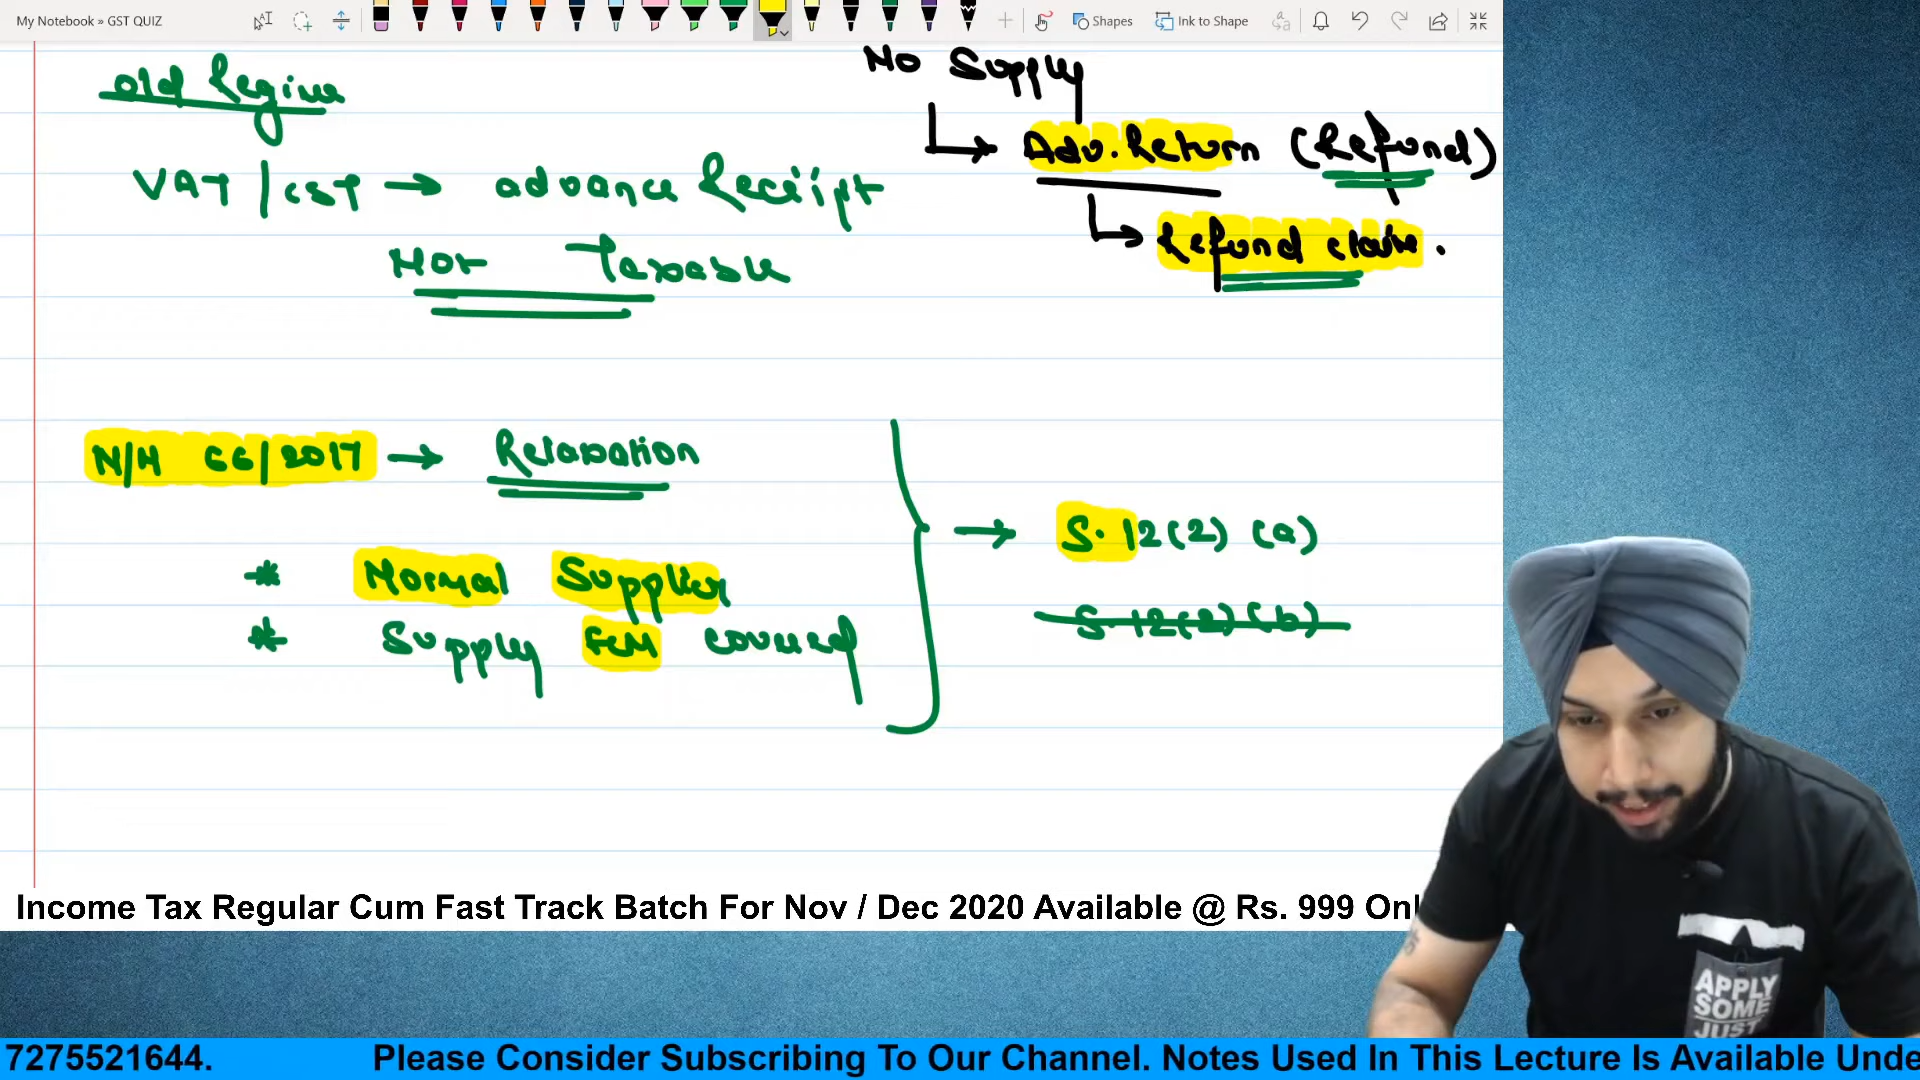 My Notebook » GST QUIZ
Shapes
Ink to Shape
Old Regime
VAT / CST → advance Receipt
Not Taxable
No Supply
Adv. Return (Refund)
Refund claim.
N/N 66/2017 → Relaxation
* Normal Supplier
* Supply FCM covered
→ S. 12(2) (a)
S. 12(2) (b)
Income Tax Regular Cum Fast Track Batch For Nov / Dec 2020 Available @ Rs. 999 Onl
APPLY
SOME
JUST
7275521644. Please Consider Subscribing To Our Channel. Notes Used In This Lecture Is Available Unde